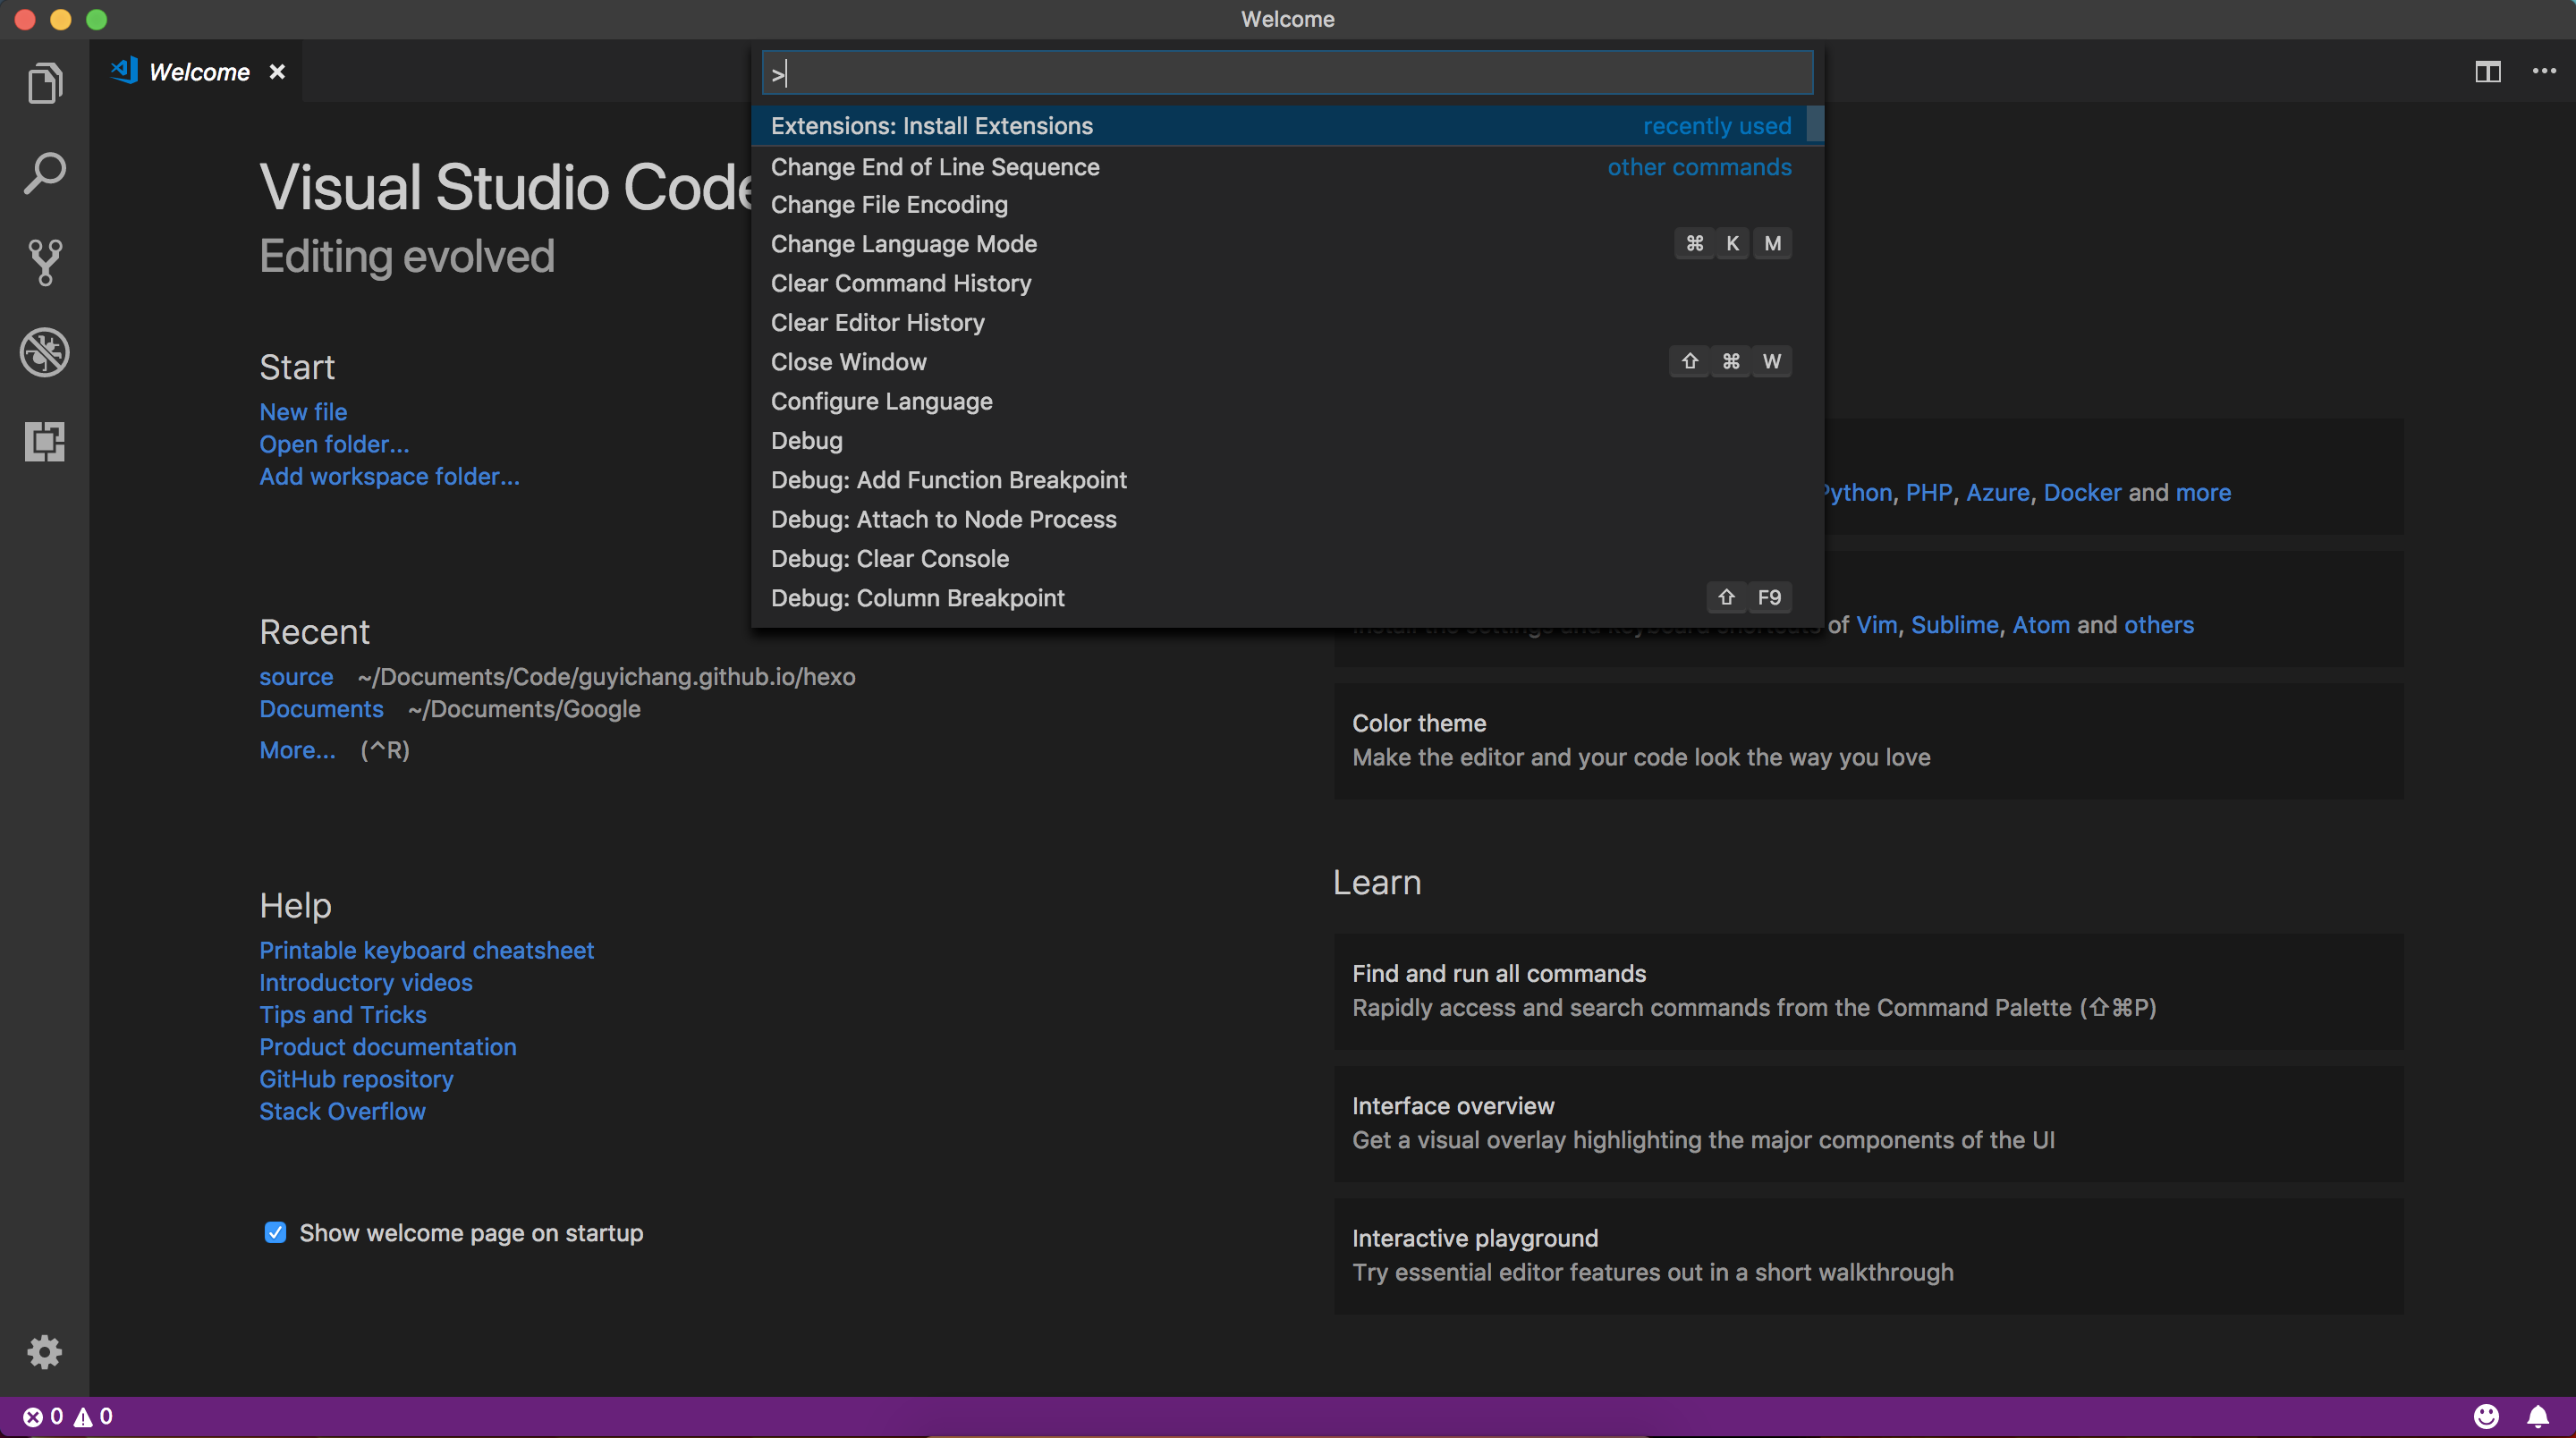 Welcome
Welcome
>
Extensions: Install Extensions recently used
Change End of Line Sequence other commands
Change File Encoding
Change Language Mode ⌘ K M
Clear Command History
Clear Editor History
Close Window ⇧ ⌘ W
Configure Language
Debug
Debug: Add Function Breakpoint
Debug: Attach to Node Process
Debug: Clear Console
Debug: Column Breakpoint ⇧ F9
Visual Studio Code
Editing evolved
Start
New file
Open folder...
Add workspace folder...
Recent
source ~/Documents/Code/guyichang.github.io/hexo
Documents ~/Documents/Google
More... (^R)
Help
Printable keyboard cheatsheet
Introductory videos
Tips and Tricks
Product documentation
GitHub repository
Stack Overflow
Show welcome page on startup
Python, PHP, Azure, Docker and more
Install the settings and keyboard shortcuts of Vim, Sublime, Atom and others
Color theme
Make the editor and your code look the way you love
Learn
Find and run all commands
Rapidly access and search commands from the Command Palette (⇧⌘P)
Interface overview
Get a visual overlay highlighting the major components of the UI
Interactive playground
Try essential editor features out in a short walkthrough
0 0